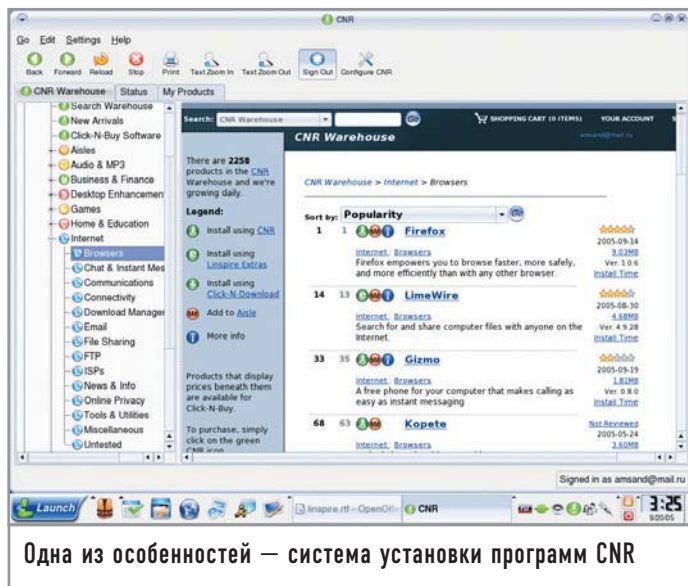 CNR
Go Edit Settings Help
Back Forward Reload Stop Print Text Zoom In Text Zoom Out Sign Out Configure CNR
CNR Warehouse Status My Products
Search Warehouse
New Arrivals
Click-N-Buy Software
Aisles
Audio & MP3
Business & Finance
Desktop Enhancemen
Games
Home & Education
Internet
Browsers
Chat & Instant Mes
Communications
Connectivity
Download Manager
Email
File Sharing
FTP
ISPs
News & Info
Online Privacy
Tools & Utilities
Miscellaneous
Untested
Search: CNR Warehouse Go SHOPPING CART (0 ITEMS) YOUR ACCOUNT S
CNR Warehouse amsand@mail.ru
There are 2258
products in the CNR
Warehouse and we're
growing daily.
Legend:
Install using CNR
Install using
Linspire Extras
Install using
Click-N-Download
Add to Aisle
More info
Products that display
prices beneath them
are available for
Click-N-Buy.
To purchase, simply
click on the green
CNR icon
CNR Warehouse > Internet > Browsers
Sort by: Popularity
1 1 Firefox
Internet, Browsers
Firefox empowers you to browse faster, more safely,
and more efficiently than with any other browser.
2005-09-14
9.03MB
Ver. 1.0.6
Install Time
14 13 LimeWire
Internet, Browsers
Search for and share computer files with anyone on the
Internet.
2005-08-30
4.68MB
Ver. 4.9.28
Install Time
33 35 Gizmo
Internet, Browsers
A free phone for your computer that makes calling as
easy as instant messaging
2005-09-19
1.81MB
Ver. 0.8.0
Install Time
68 63 Kopete
Internet, Browsers
Not Reviewed
2005-05-24
3.60MB
Signed in as amsand@mail.ru
Launch linspire.rtf - OpenOffi CNR 3:25
9/20/05
Одна из особенностей — система установки программ CNR